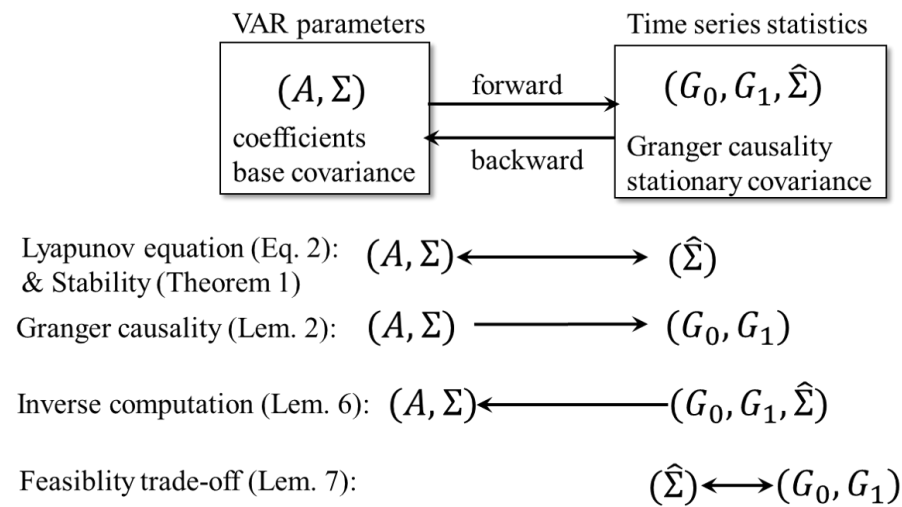 VAR parameters
Time series statistics
(A, Σ)
coefficients
base covariance
forward
backward
(G₀, G₁, Σ̂)
Granger causality
stationary covariance
Lyapunov equation (Eq. 2): (A, Σ) ⟷ (Σ̂)
& Stability (Theorem 1)
Granger causality (Lem. 2): (A, Σ) ⟶ (G₀, G₁)
Inverse computation (Lem. 6): (A, Σ) ⟵ (G₀, G₁, Σ̂)
Feasiblity trade-off (Lem. 7): (Σ̂) ⟷ (G₀, G₁)